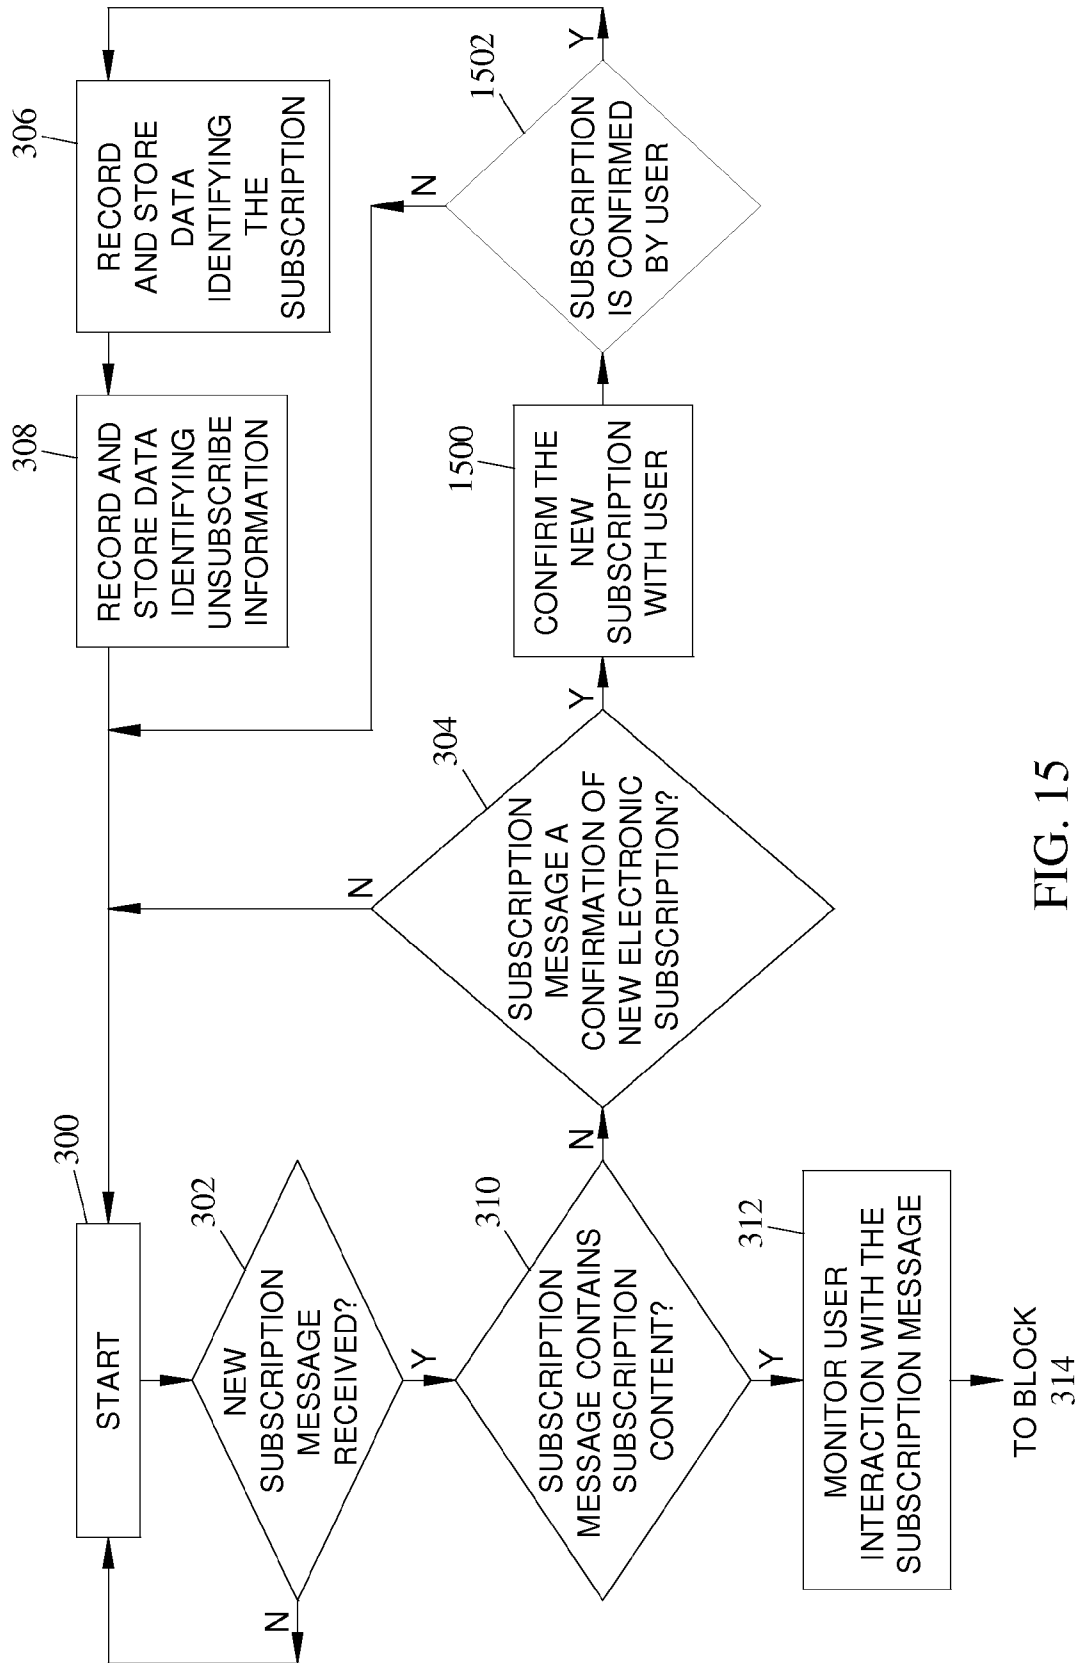 300
START
302
NEW
SUBSCRIPTION
MESSAGE
RECEIVED?
N
Y
310
SUBSCRIPTION
MESSAGE CONTAINS
SUBSCRIPTION
CONTENT?
N
Y
312
MONITOR USER
INTERACTION WITH THE
SUBSCRIPTION MESSAGE
TO BLOCK
314
304
SUBSCRIPTION
MESSAGE A
CONFIRMATION OF
NEW ELECTRONIC
SUBSCRIPTION?
N
Y
1500
CONFIRM THE
NEW
SUBSCRIPTION
WITH USER
1502
SUBSCRIPTION
IS CONFIRMED
BY USER
N
Y
306
RECORD
AND STORE
DATA
IDENTIFYING
THE
SUBSCRIPTION
308
RECORD AND
STORE DATA
IDENTIFYING
UNSUBSCRIBE
INFORMATION
FIG. 15